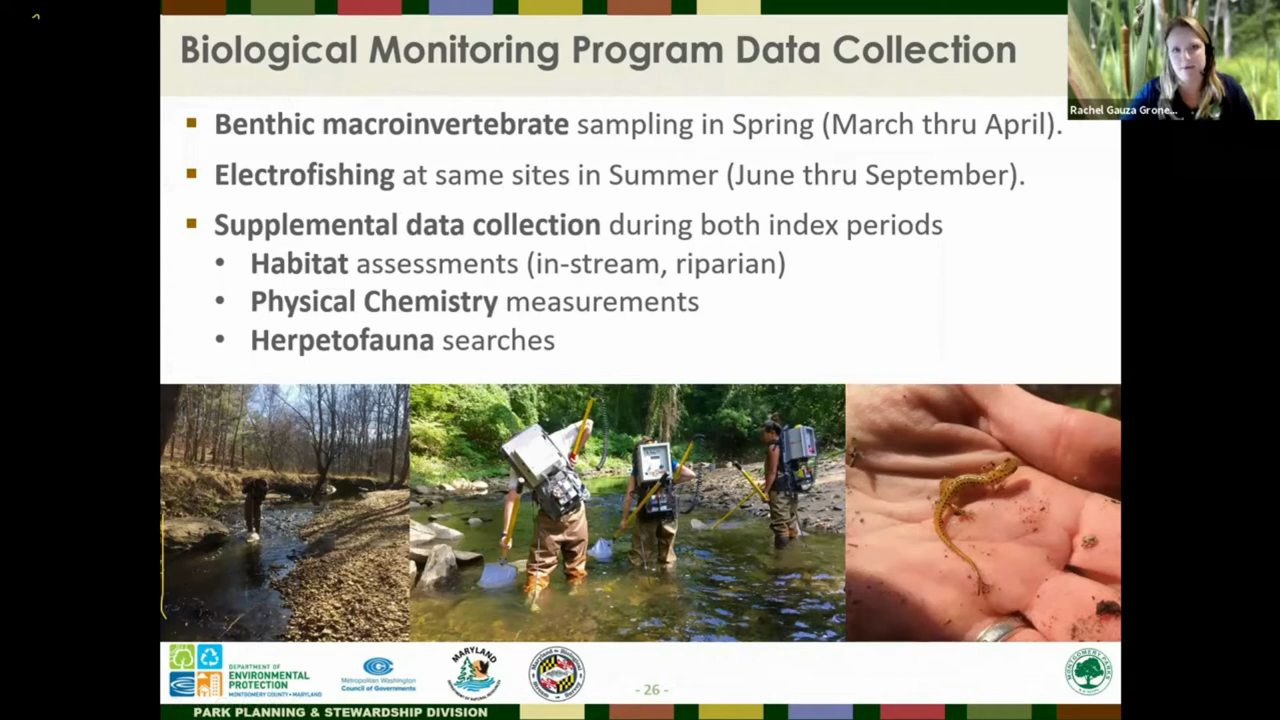 Biological Monitoring Program Data Collection
Rachel Gauza Grone...
▪ Benthic macroinvertebrate sampling in Spring (March thru April).
▪ Electrofishing at same sites in Summer (June thru September).
▪ Supplemental data collection during both index periods
• Habitat assessments (in-stream, riparian)
• Physical Chemistry measurements
• Herpetofauna searches
DEPARTMENT OF
ENVIRONMENTAL
PROTECTION
MONTGOMERY COUNTY • MARYLAND
Metropolitan Washington
Council of Governments
MARYLAND
- 26 -
PARK PLANNING & STEWARDSHIP DIVISION